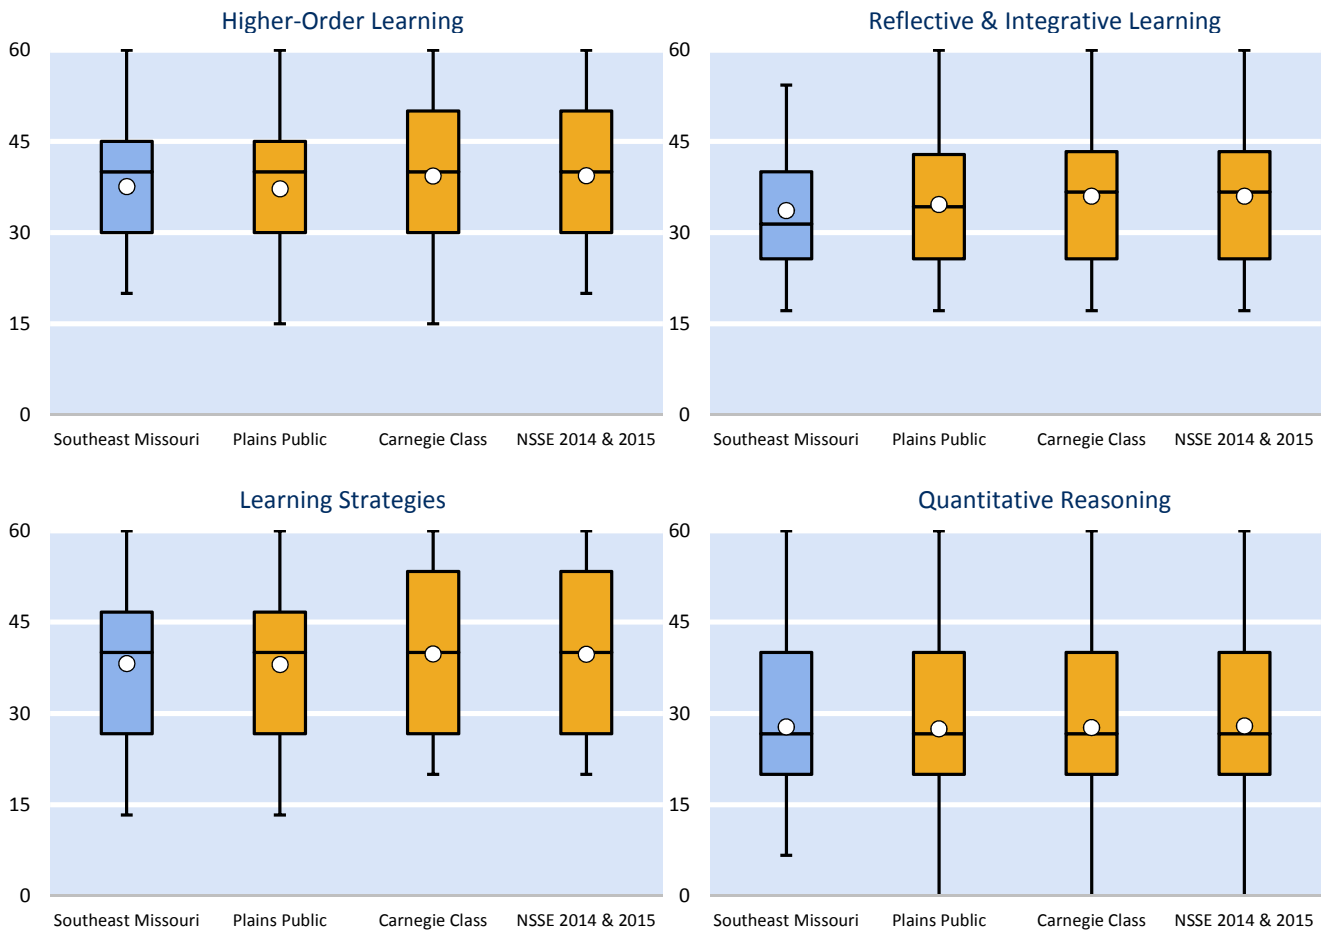 Higher-Order Learning
60
45
30
15
0
Southeast Missouri Plains Public Carnegie Class NSSE 2014 & 2015
Reflective & Integrative Learning
60
45
30
15
0
Southeast Missouri Plains Public Carnegie Class NSSE 2014 & 2015
Learning Strategies
60
45
30
15
0
Southeast Missouri Plains Public Carnegie Class NSSE 2014 & 2015
Quantitative Reasoning
60
45
30
15
0
Southeast Missouri Plains Public Carnegie Class NSSE 2014 & 2015